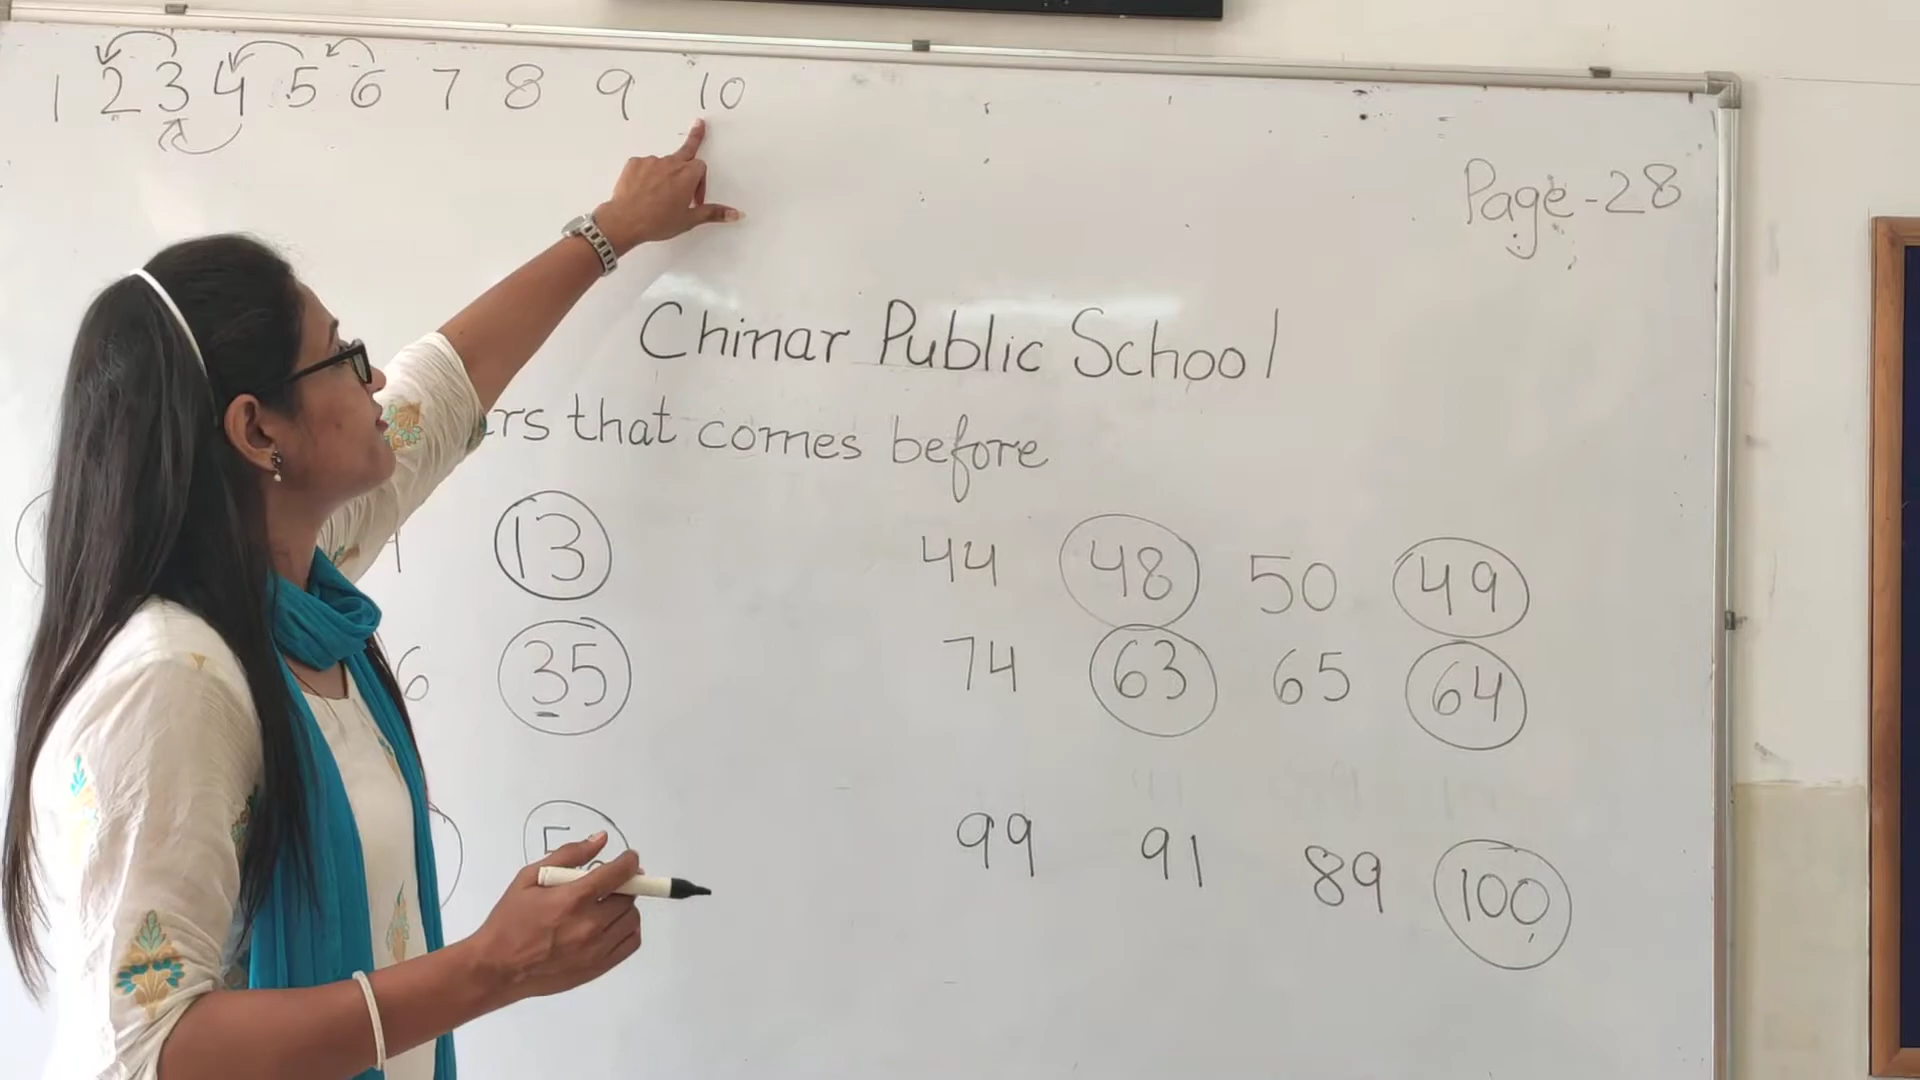 1 2 3 4 5 6 7 8 9 10
Page-28
Chinar Public School
that comes before
13 44 48 50 49
35 74 63 65 64
99 91 89 100